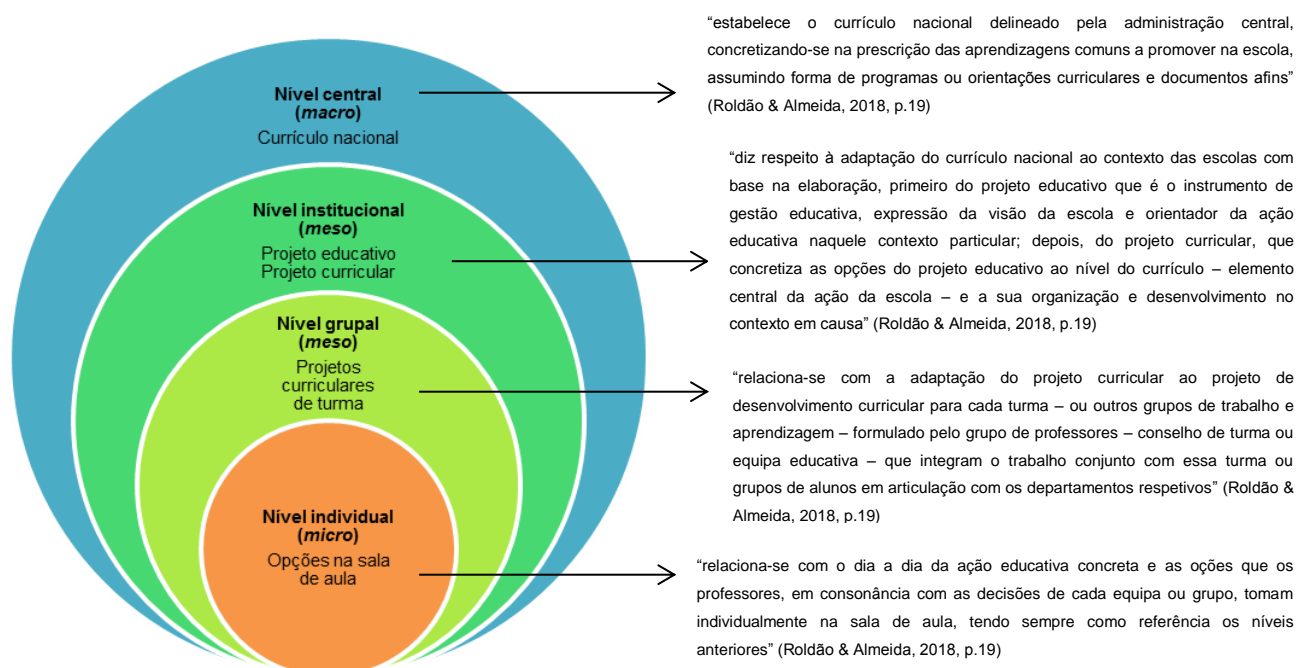 “estabelece o currículo nacional delineado pela administração central,
concretizando-se na prescrição das aprendizagens comuns a promover na escola,
assumindo forma de programas ou orientações curriculares e documentos afins”
(Roldão & Almeida, 2018, p.19)
Nível central
(macro)
Currículo nacional
“diz respeito à adaptação do currículo nacional ao contexto das escolas com
base na elaboração, primeiro do projeto educativo que é o instrumento de
gestão educativa, expressão da visão da escola e orientador da ação
educativa naquele contexto particular; depois, do projeto curricular, que
concretiza as opções do projeto educativo ao nível do currículo – elemento
central da ação da escola – e a sua organização e desenvolvimento no
contexto em causa” (Roldão & Almeida, 2018, p.19)
Nível institucional
(meso)
Projeto educativo
Projeto curricular
Nível grupal
(meso)
Projetos
curriculares
de turma
“relaciona-se com a adaptação do projeto curricular ao projeto de
desenvolvimento curricular para cada turma – ou outros grupos de trabalho e
aprendizagem – formulado pelo grupo de professores – conselho de turma ou
equipa educativa – que integram o trabalho conjunto com essa turma ou
grupos de alunos em articulação com os departamentos respetivos” (Roldão &
Almeida, 2018, p.19)
Nível individual
(micro)
Opções na sala
de aula
“relaciona-se com o dia a dia da ação educativa concreta e as oções que os
professores, em consonância com as decisões de cada equipa ou grupo, tomam
individualmente na sala de aula, tendo sempre como referência os níveis
anteriores” (Roldão & Almeida, 2018, p.19)